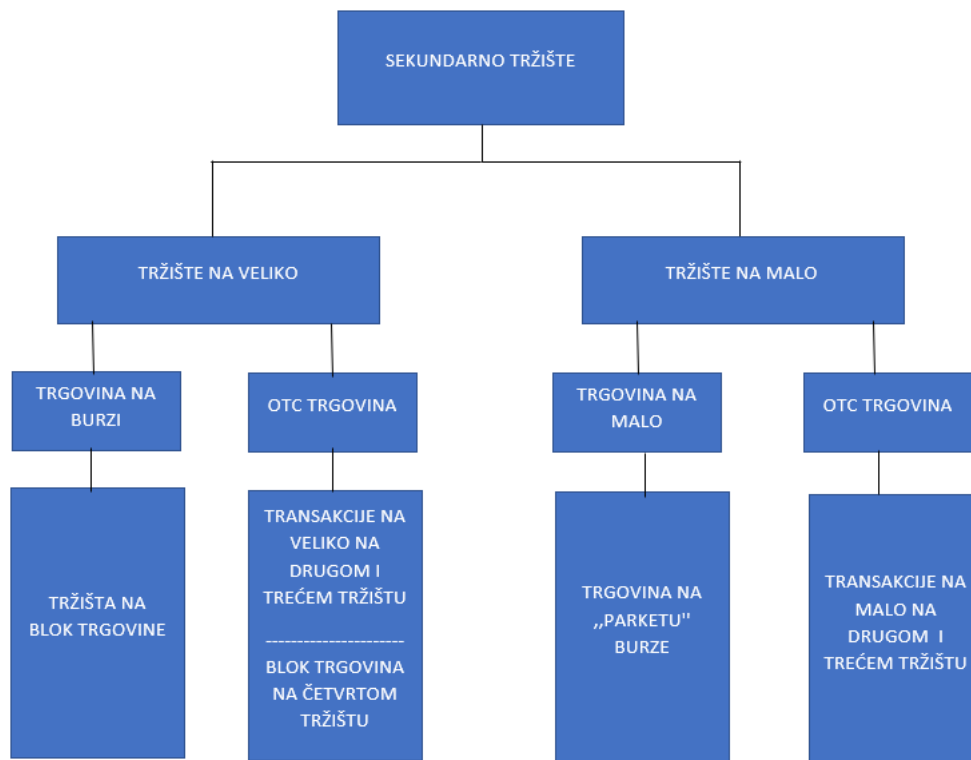 SEKUNDARNO TRŽIŠTE
TRŽIŠTE NA VELIKO
TRŽIŠTE NA MALO
TRGOVINA NA
BURZI
OTC TRGOVINA
TRGOVINA NA
MALO
OTC TRGOVINA
TRŽIŠTA NA
BLOK TRGOVINE
TRANSAKCIJE NA
VELIKO NA
DRUGOM I
TREĆEM TRŽIŠTU
----------------------
BLOK TRGOVINA
NA ČETVRTOM
TRŽIŠTU
TRGOVINA NA
,,PARKETU"
BURZE
TRANSAKCIJE NA
MALO NA
DRUGOM I
TREĆEM TRŽIŠTU